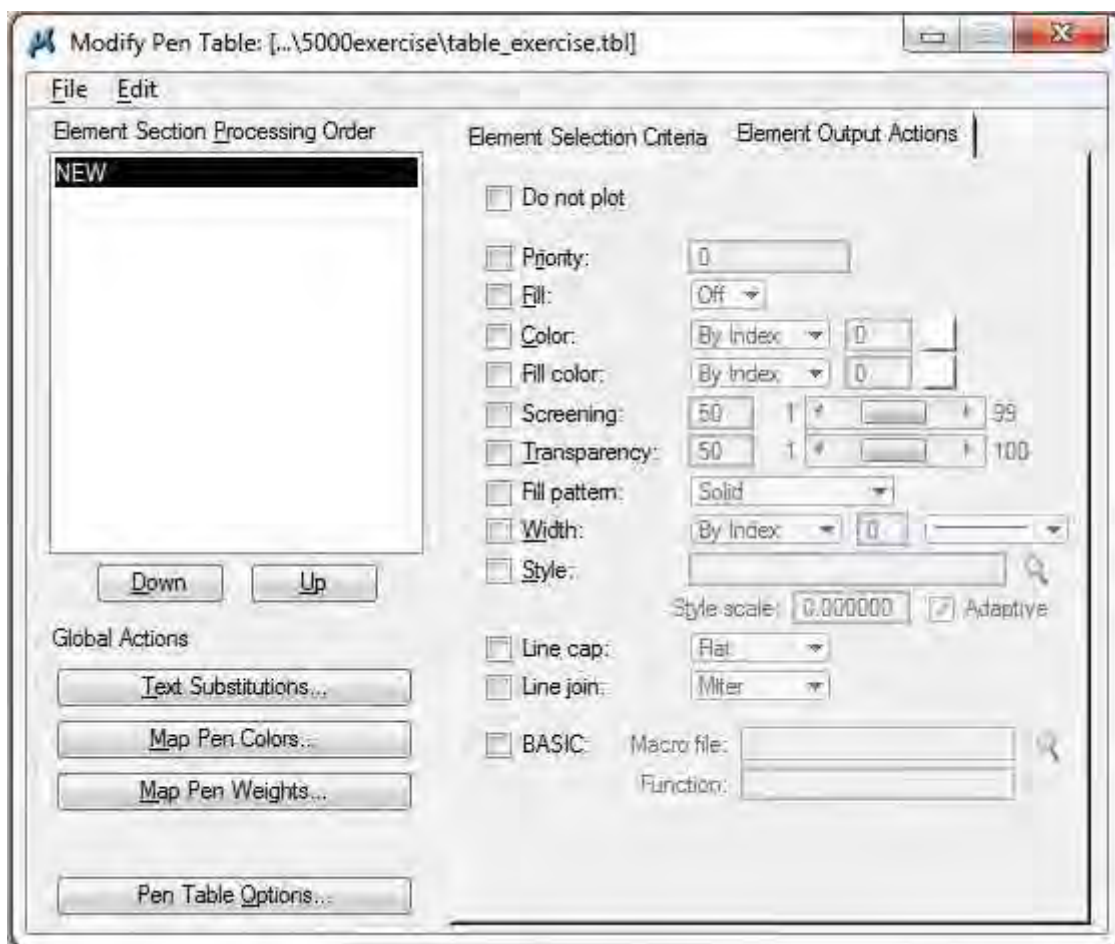 Modify Pen Table: [...\5000exercise\table_exercise.tbl]
File Edit
Element Section Processing Order
NEW
Down Up
Global Actions
Text Substitutions...
Map Pen Colors...
Map Pen Weights...
Pen Table Options...
Element Selection Criteria Element Output Actions
Do not plot
Priority: 0
Fill: Off
Color: By Index 0
Fill color: By Index 0
Screening: 50 1 99
Transparency: 50 1 100
Fill pattern: Solid
Width: By Index 0
Style:
Style scale: 0.000000 Adaptive
Line cap: Flat
Line join: Miter
BASIC: Macro file:
Function: